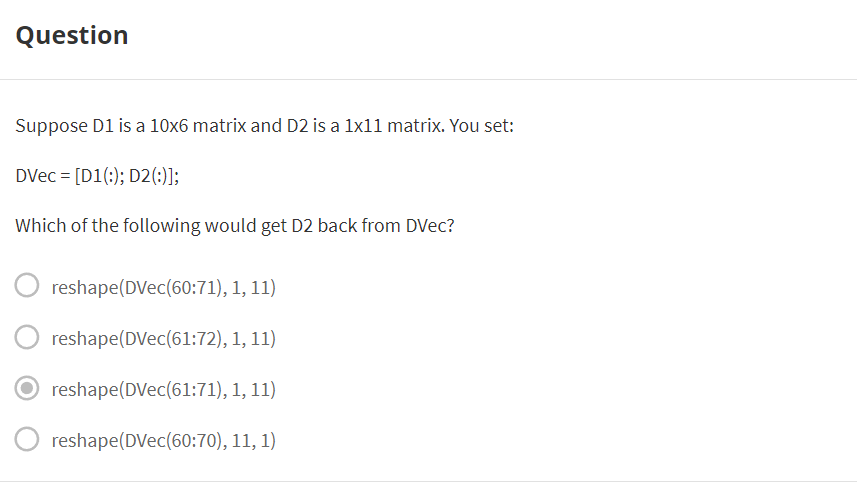 Question
Suppose D1 is a 10x6 matrix and D2 is a 1x11 matrix. You set:
DVec = [D1(:); D2(:)];
Which of the following would get D2 back from DVec?
reshape(DVec(60:71), 1, 11)
reshape(DVec(61:72), 1, 11)
reshape(DVec(61:71), 1, 11)
reshape(DVec(60:70), 11, 1)